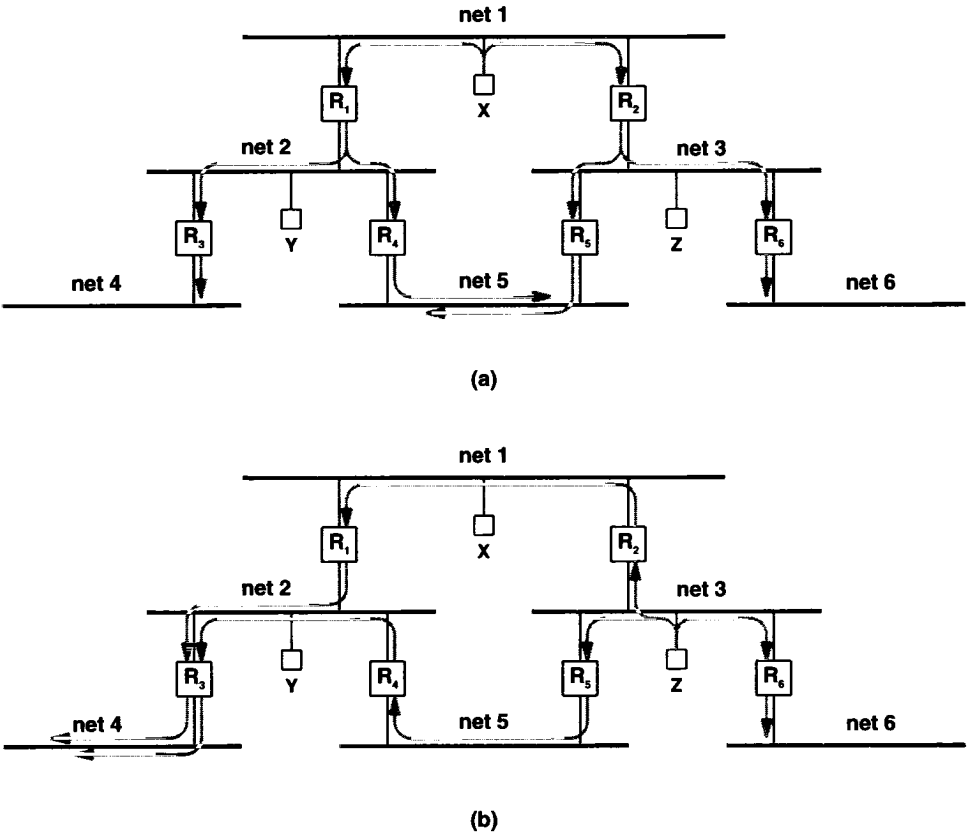 net 1
R₁ R₂
X
net 2 net 3
R₃ R₄ R₅ R₆
Y Z
net 4 net 5 net 6
(a)
net 1
R₁ R₂
X
net 2 net 3
R₃ R₄ R₅ R₆
Y Z
net 4 net 5 net 6
(b)